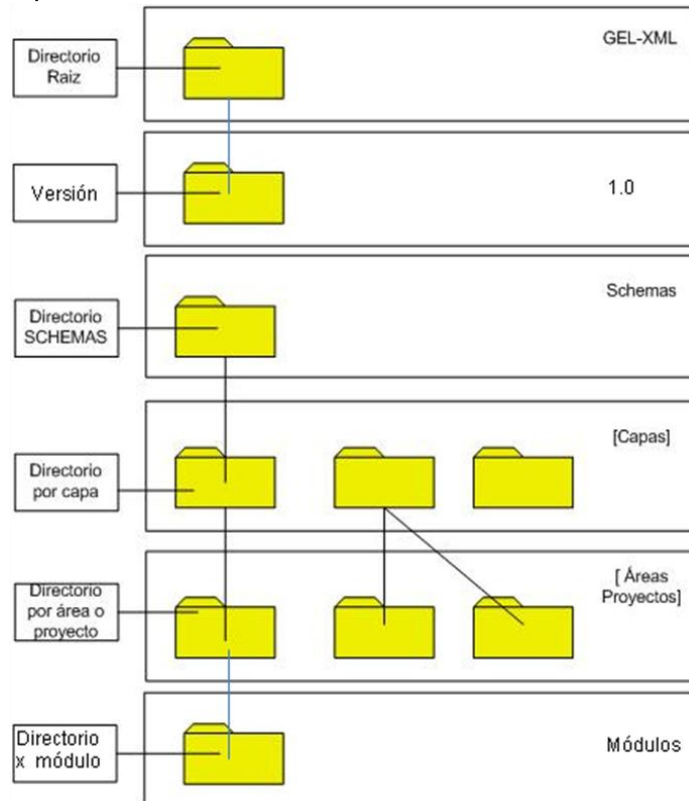 Directorio
Raiz
GEL-XML
Versión
1.0
Directorio
SCHEMAS
Schemas
Directorio
por capa
[Capas]
Directorio
por área o
proyecto
[ Áreas
Proyectos]
Directorio
x módulo
Módulos